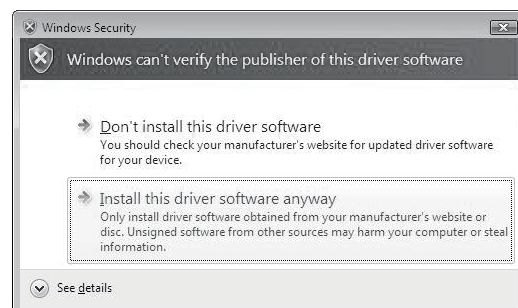 Windows Security
Windows can't verify the publisher of this driver software
Don't install this driver software
You should check your manufacturer's website for updated driver software
for your device.
Install this driver software anyway
Only install driver software obtained from your manufacturer's website or
disc. Unsigned software from other sources may harm your computer or steal
information.
See details